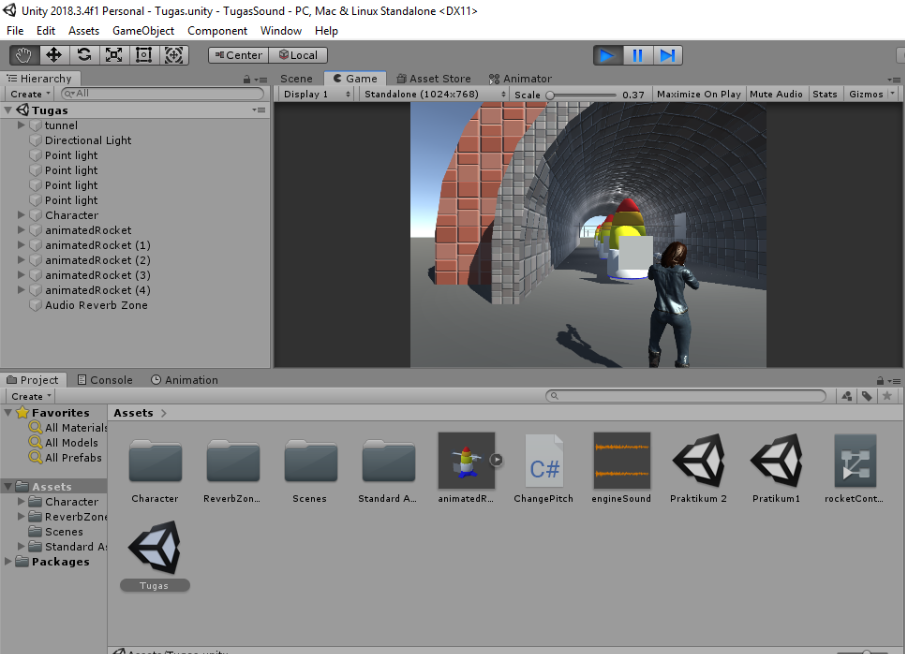 Unity 2018.3.4f1 Personal - Tugas.unity - TugasSound - PC, Mac & Linux Standalone <DX11>
File Edit Assets GameObject Component Window Help
Center Local
Hierarchy
Create All
Tugas
tunnel
Directional Light
Point light
Point light
Point light
Point light
Character
animatedRocket
animatedRocket (1)
animatedRocket (2)
animatedRocket (3)
animatedRocket (4)
Audio Reverb Zone
Scene Game Asset Store Animator
Display 1 Standalone (1024x768) Scale 0.37 Maximize On Play Mute Audio Stats Gizmos
Project Console Animation
Create
Favorites
All Materials
All Models
All Prefabs
Assets
Character
ReverbZone
Scenes
Standard As
Packages
Assets >
C#
Character ReverbZon... Scenes Standard A... animatedR... ChangePitch engineSound Praktikum 2 Pratikum1 rocketCont...
Tugas
Assets/Tugas.unity